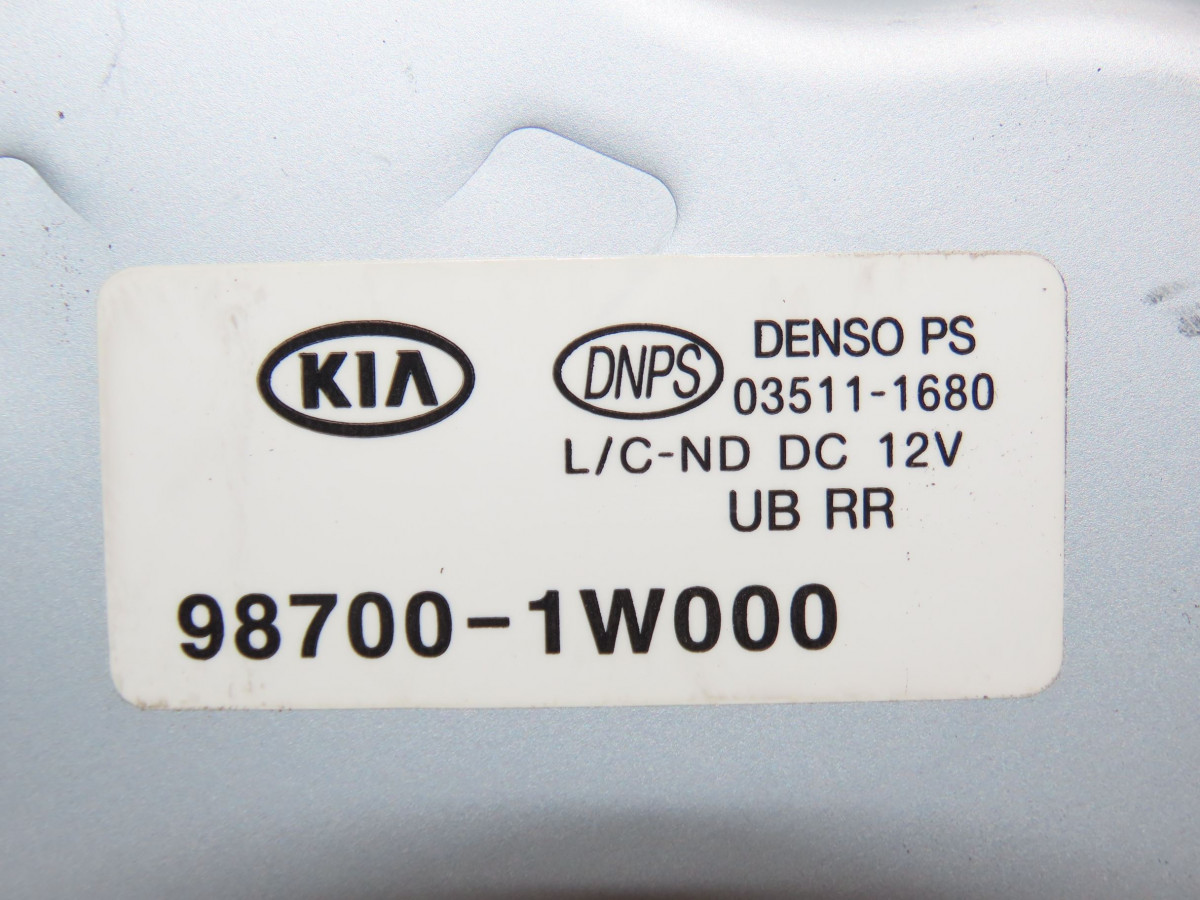 KIA
DNPS
DENSO PS
03511-1680
L/C-ND DC 12V
UB RR
98700-1W000